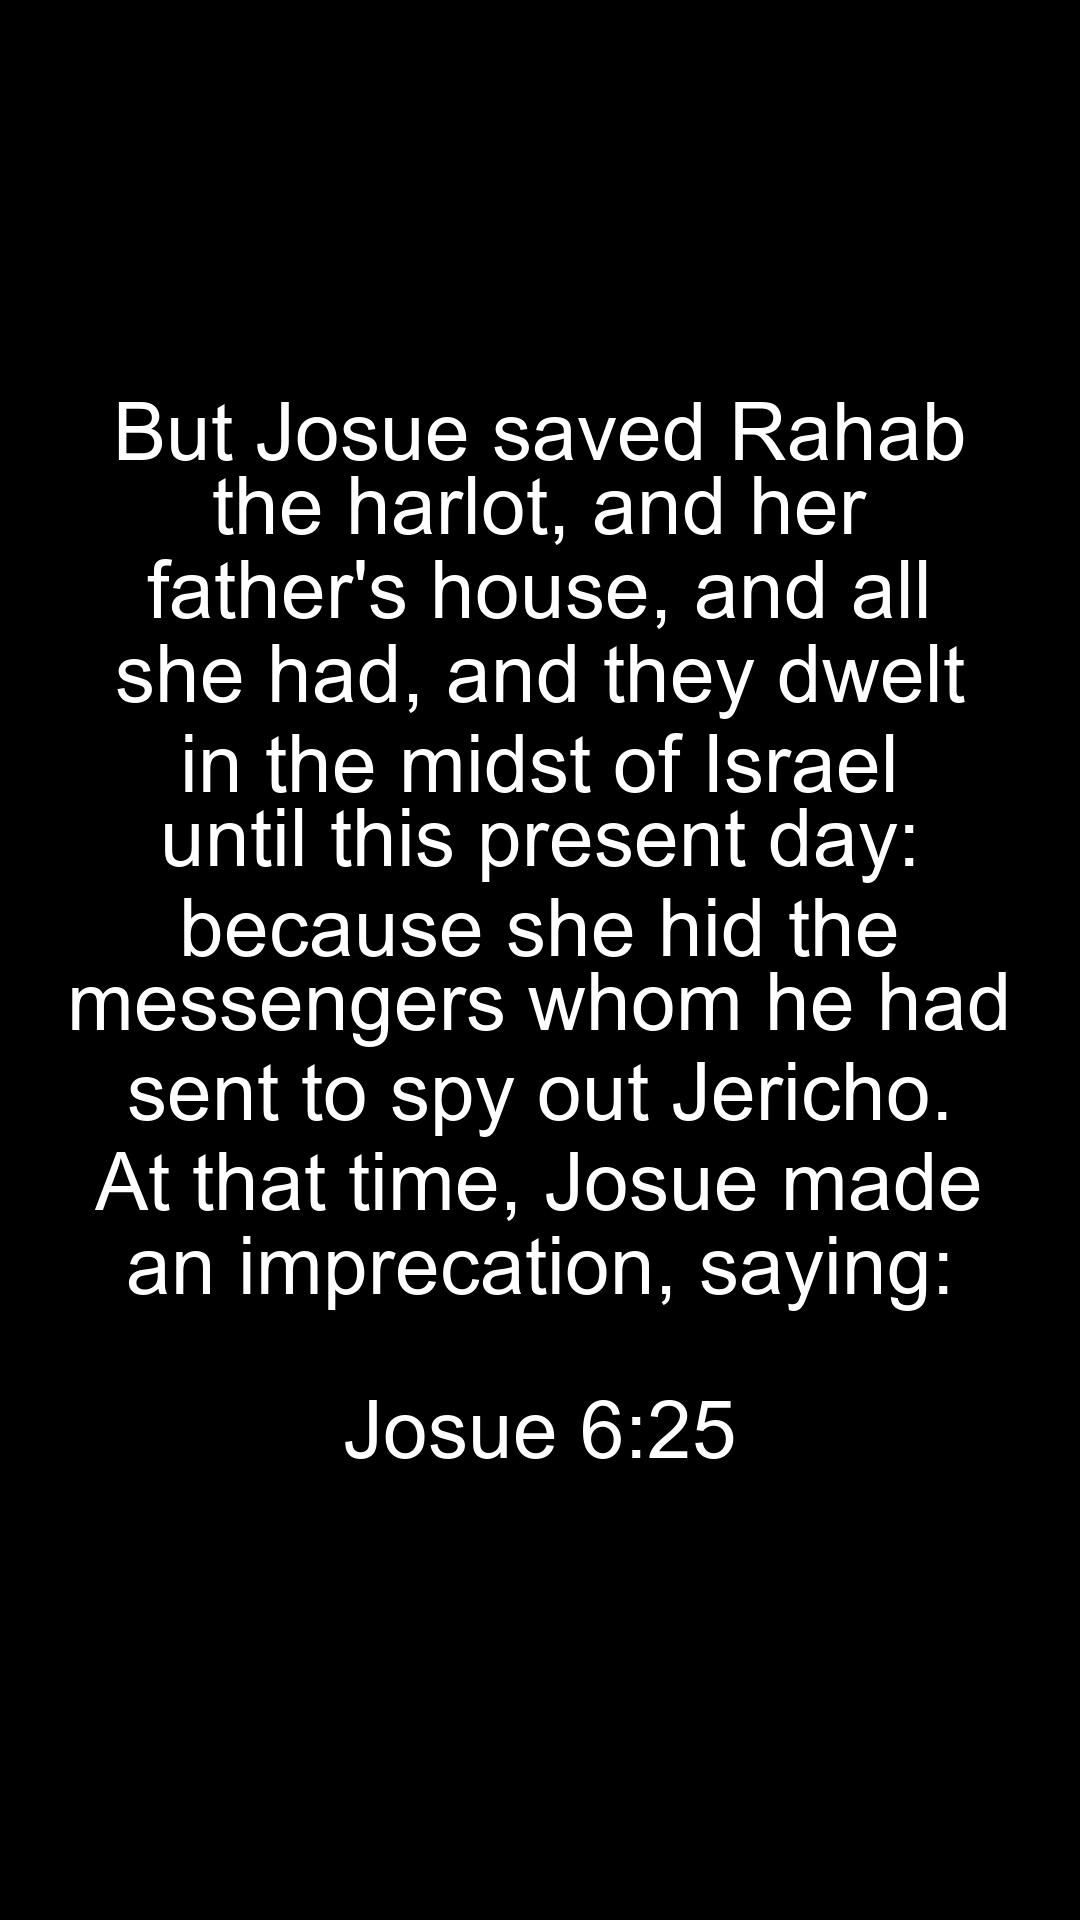 But Josue saved Rahab
the harlot, and her
father's house, and all
she had, and they dwelt
in the midst of Israel
until this present day:
because she hid the
messengers whom he had
sent to spy out Jericho.
At that time, Josue made
an imprecation, saying:
Josue 6:25